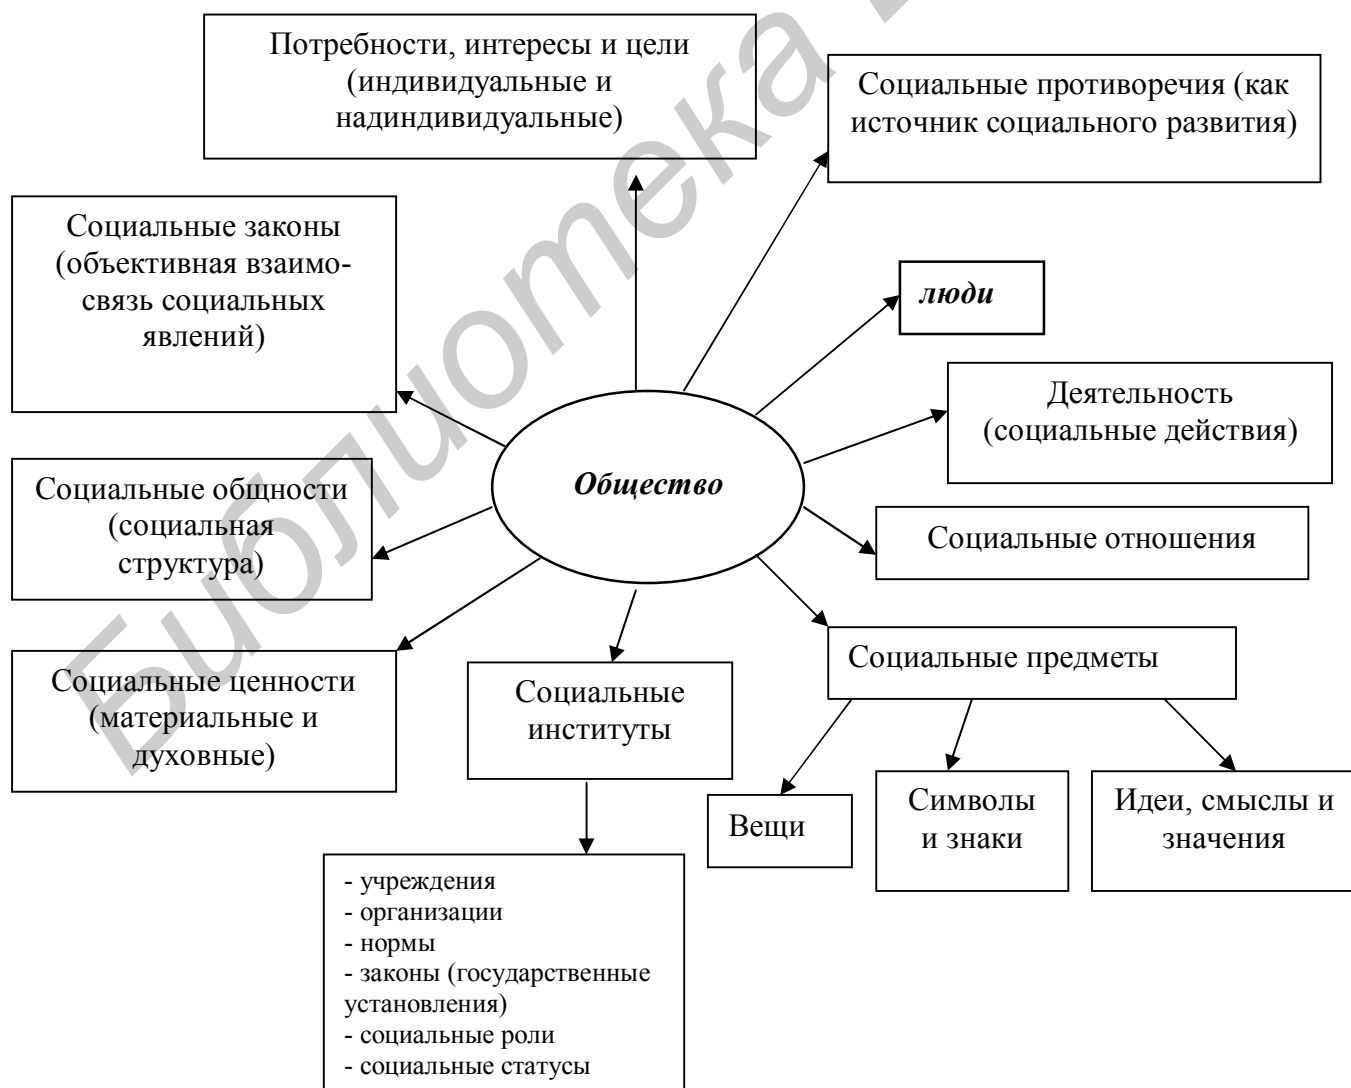 Потребности, интересы и цели
(индивидуальные и
надиндивидуальные)
Социальные противоречия (как
источник социального развития)
Социальные законы
(объективная взаимо-
связь социальных
явлений)
люди
Деятельность
(социальные действия)
Общество
Социальные общности
(социальная
структура)
Социальные отношения
Социальные ценности
(материальные и
духовные)
Социальные
институты
Социальные предметы
Вещи
Символы
и знаки
Идеи, смыслы и
значения
- учреждения
- организации
- нормы
- законы (государственные
установления)
- социальные роли
- социальные статусы
Библиотека